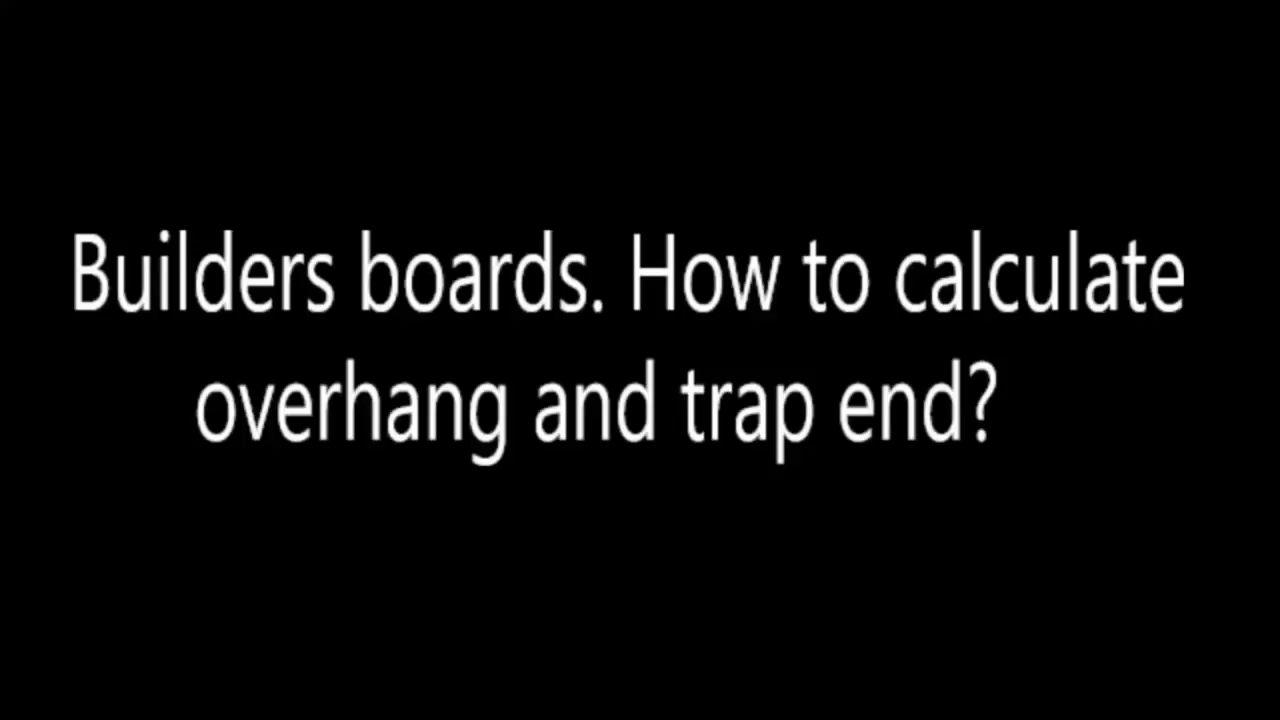 Builders boards. How to calculate
overhang and trap end?